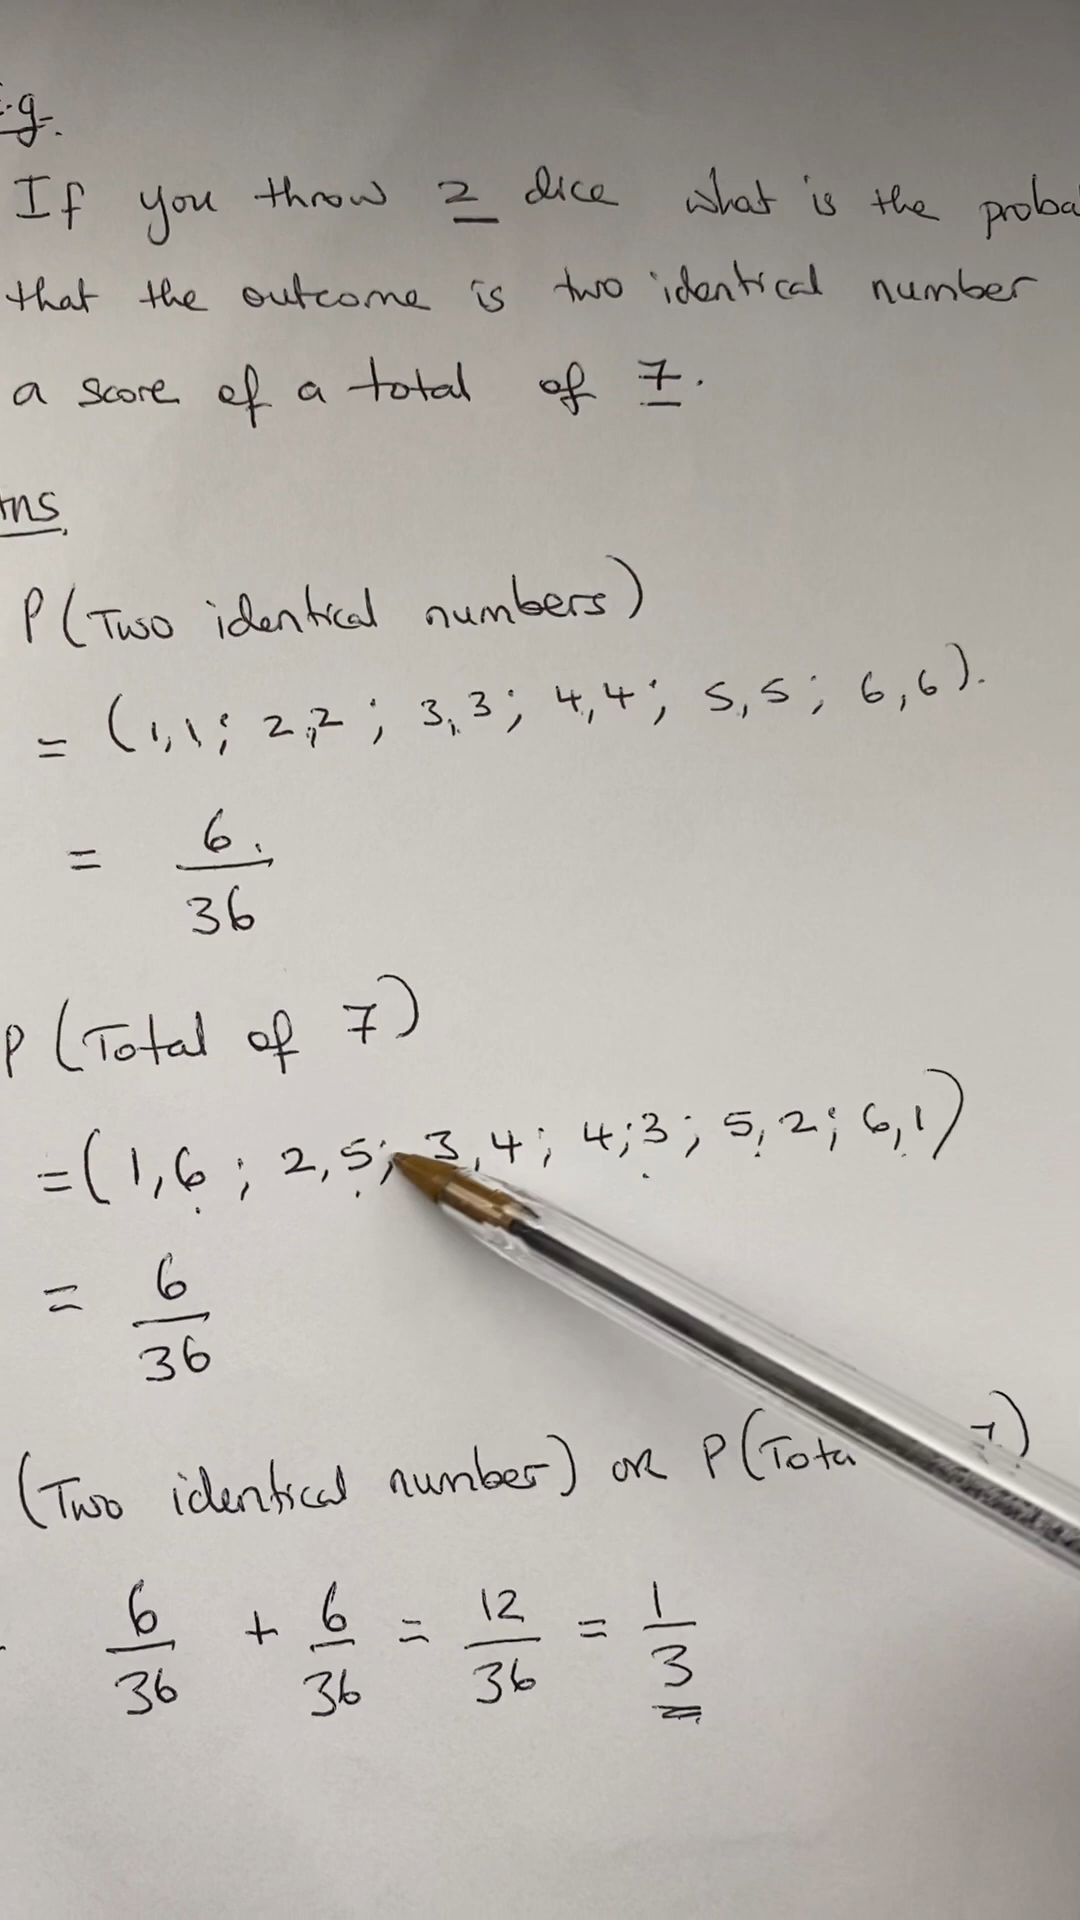 E.g.
If you throw 2 dice what is the proba
that the outcome is two identical number
a score of a total of 7.
Ans.
P (Two identical numbers)
= (1,1; 2,2; 3,3; 4,4; 5,5; 6,6).
= 6/36
P (Total of 7)
=(1,6; 2,5; 3,4; 4;3; 5,2; 6,1)
= 6/36
(Two identical number) or P (Tota 7)
6/36 + 6/36 = 12/36 = 1/3